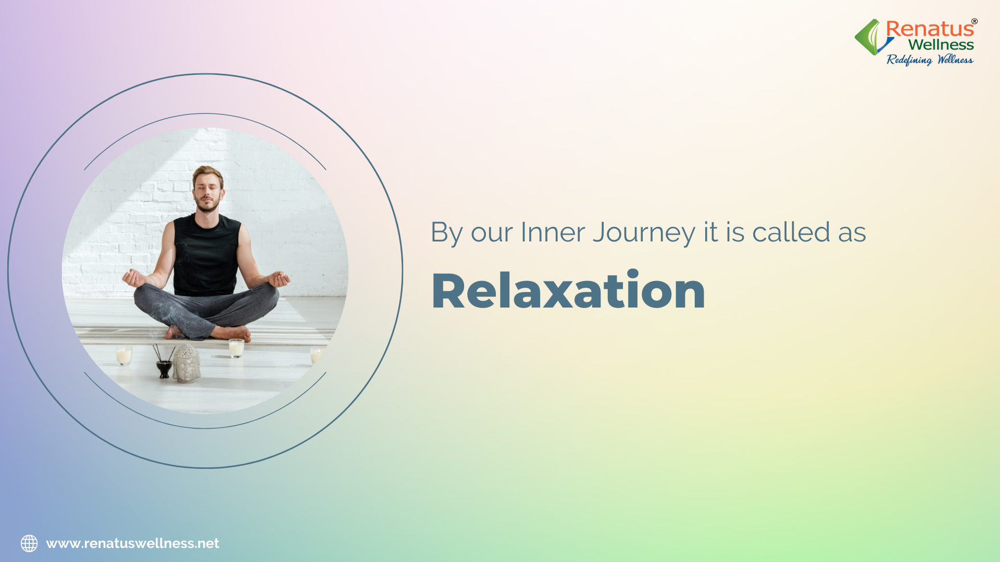 Renatus®
Wellness
Redefining Wellness
By our Inner Journey it is called as
Relaxation
www.renatuswellness.net